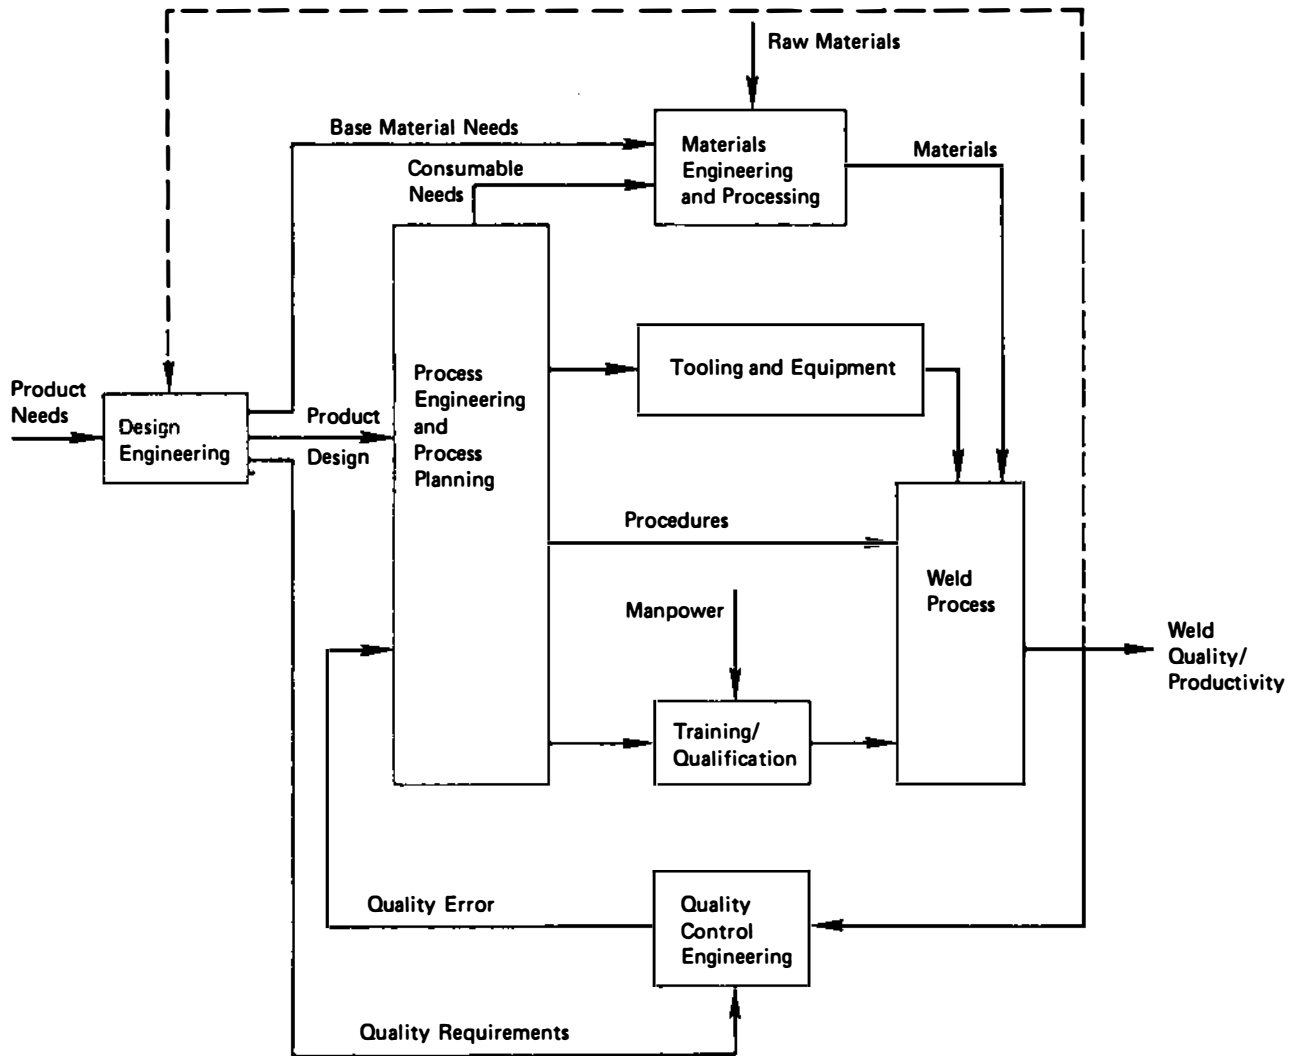 Raw Materials
Base Material Needs
Consumable
Needs
Materials
Engineering
and Processing
Materials
Product
Needs
Design
Engineering
Product
Design
Process
Engineering
and
Process
Planning
Tooling and Equipment
Procedures
Weld
Process
Manpower
Training/
Qualification
Weld
Quality/
Productivity
Quality Error
Quality
Control
Engineering
Quality Requirements